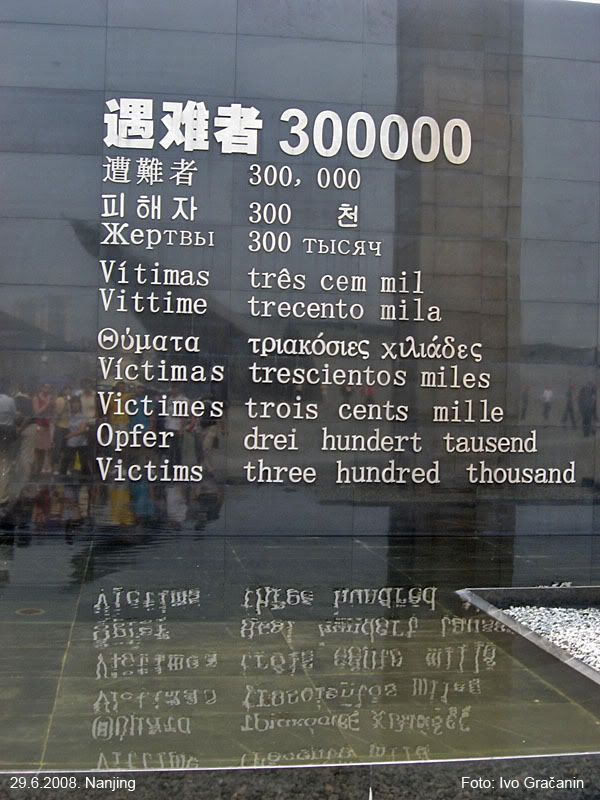 遇难者 300000
遭難者 300，000
피해자 300 천
Жертвы 300 тысяч
Vítimas três cem mil
Vittime trecento mila
Θύματα τριακόσιες χιλιάδες
Víctimas trescientos miles
Victimes trois cents mille
Opfer drei hundert tausend
Victims three hundred thousand
29.6.2008. Nanjing Foto: Ivo Gračanin